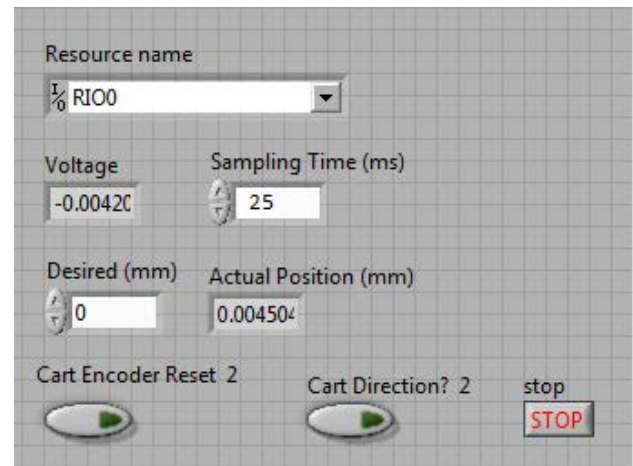 Resource name
I/O RIO0
Voltage
Sampling Time (ms)
-0.00420
25
Desired (mm)
Actual Position (mm)
0
0.004504
Cart Encoder Reset 2
Cart Direction? 2
stop
STOP